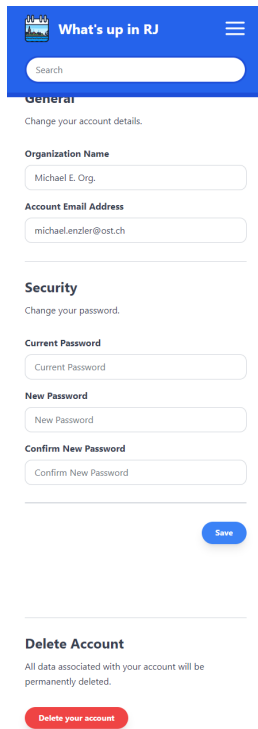 What's up in RJ
Search
General
Change your account details.
Organization Name
Michael E. Org.
Account Email Address
michael.enzler@ost.ch
Security
Change your password.
Current Password
Current Password
New Password
New Password
Confirm New Password
Confirm New Password
Save
Delete Account
All data associated with your account will be
permanently deleted.
Delete your account